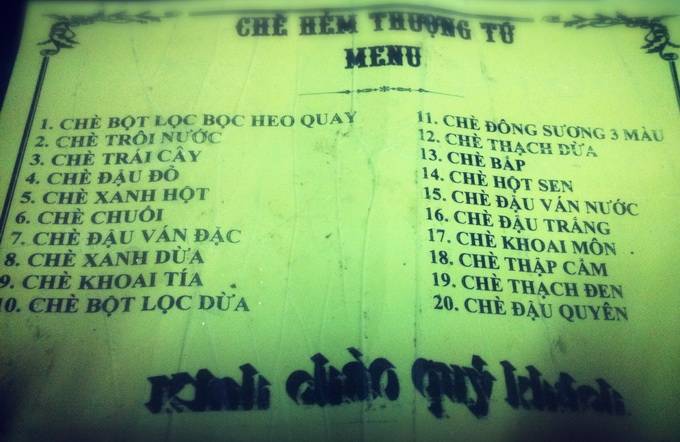 CHÈ HẺM THƯỢNG TỨ
MENU
1. CHÈ BỘT LỌC BỌC HEO QUAY
2. CHÈ TRÔI NƯỚC
3. CHÈ TRÁI CÂY
4. CHÈ ĐẬU ĐỎ
5. CHÈ XANH HỘT
6. CHÈ CHUỐI
7. CHÈ ĐẬU VÁN ĐẶC
8. CHÈ XANH DỪA
9. CHÈ KHOAI TÍA
10. CHÈ BỘT LỌC DỪA
11. CHÈ ĐÔNG SƯƠNG 3 MÀU
12. CHÈ THẠCH DỪA
13. CHÈ BẮP
14. CHÈ HỘT SEN
15. CHÈ ĐẬU VÁN NƯỚC
16. CHÈ ĐẬU TRẮNG
17. CHÈ KHOAI MÔN
18. CHÈ THẬP CẨM
19. CHÈ THẠCH ĐEN
20. CHÈ ĐẬU QUYÊN
Kính chào quý khách